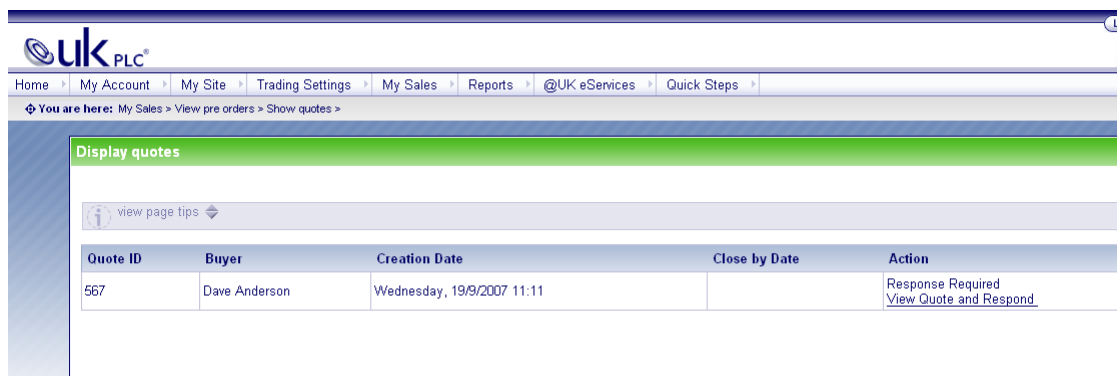 uk PLC®
Home My Account My Site Trading Settings My Sales Reports @UK eServices Quick Steps
You are here: My Sales > View pre orders > Show quotes >
Display quotes
view page tips
Quote ID Buyer Creation Date Close by Date Action
567 Dave Anderson Wednesday, 19/9/2007 11:11 Response Required
View Quote and Respond